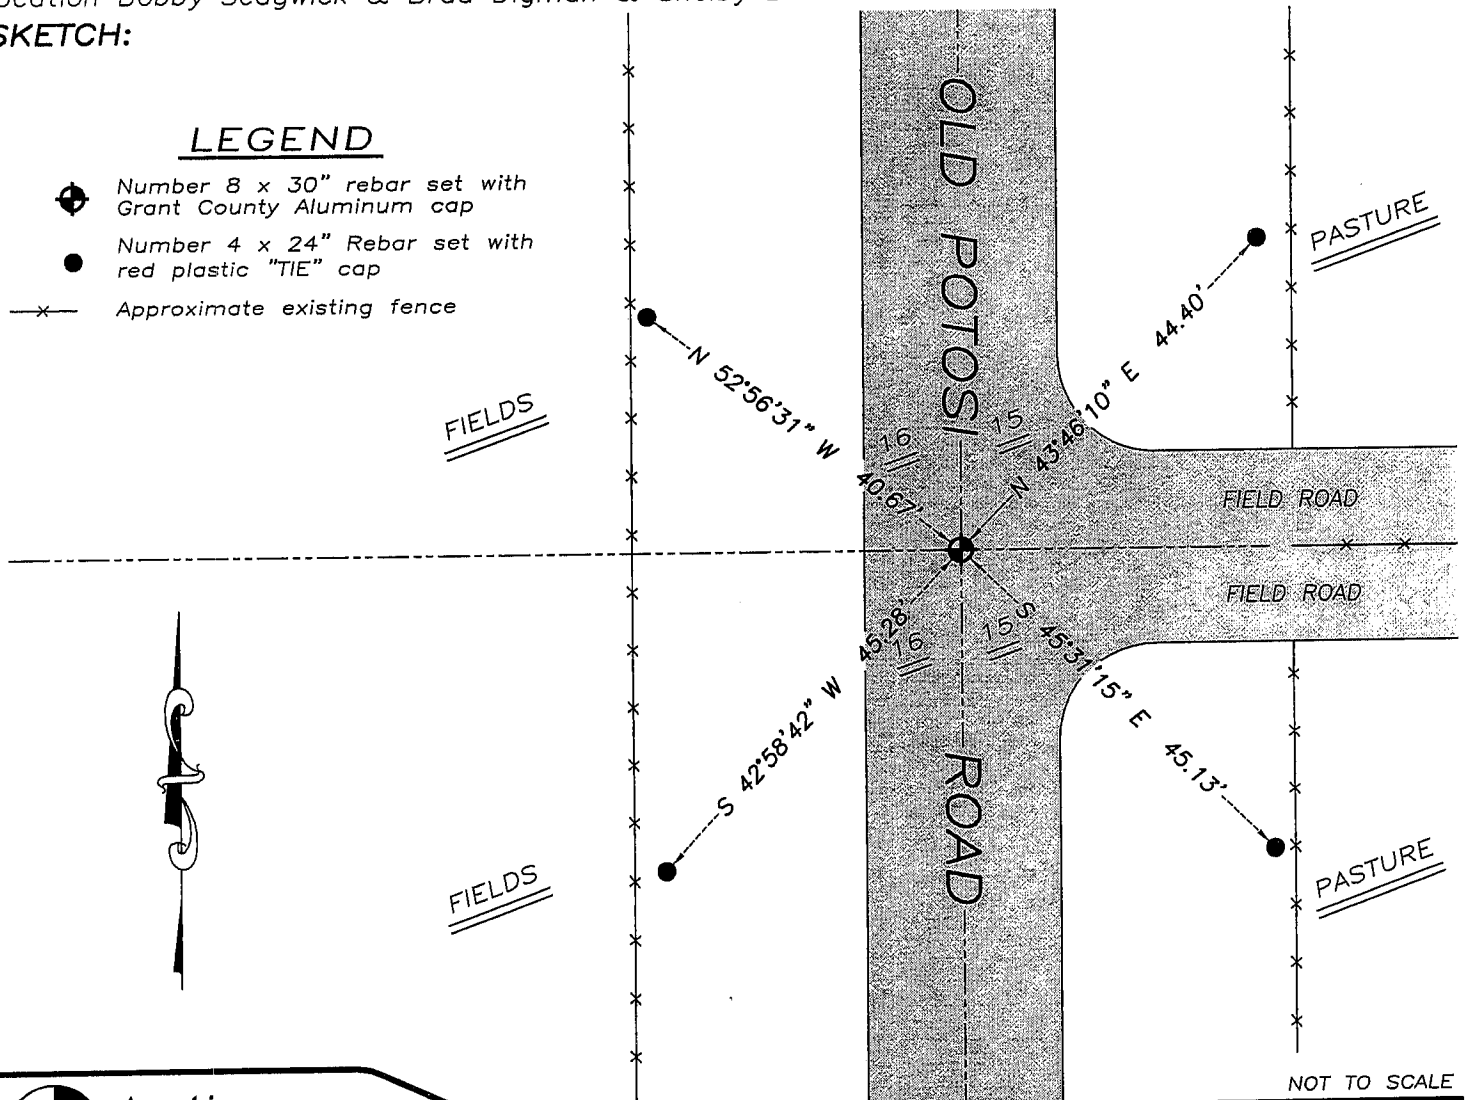 SKETCH:
LEGEND
Number 8 x 30" rebar set with
Grant County Aluminum cap
Number 4 x 24" Rebar set with
red plastic "TIE" cap
Approximate existing fence
OLD POTOSI ROAD
PASTURE
N 43°46'10" E 44.40'
N 52°56'31" W 40.67'
FIELDS
16
15
FIELD ROAD
FIELD ROAD
16
15
S 42°58'42" W 45.28'
S 45°31'15" E 45.13'
FIELDS
PASTURE
NOT TO SCALE